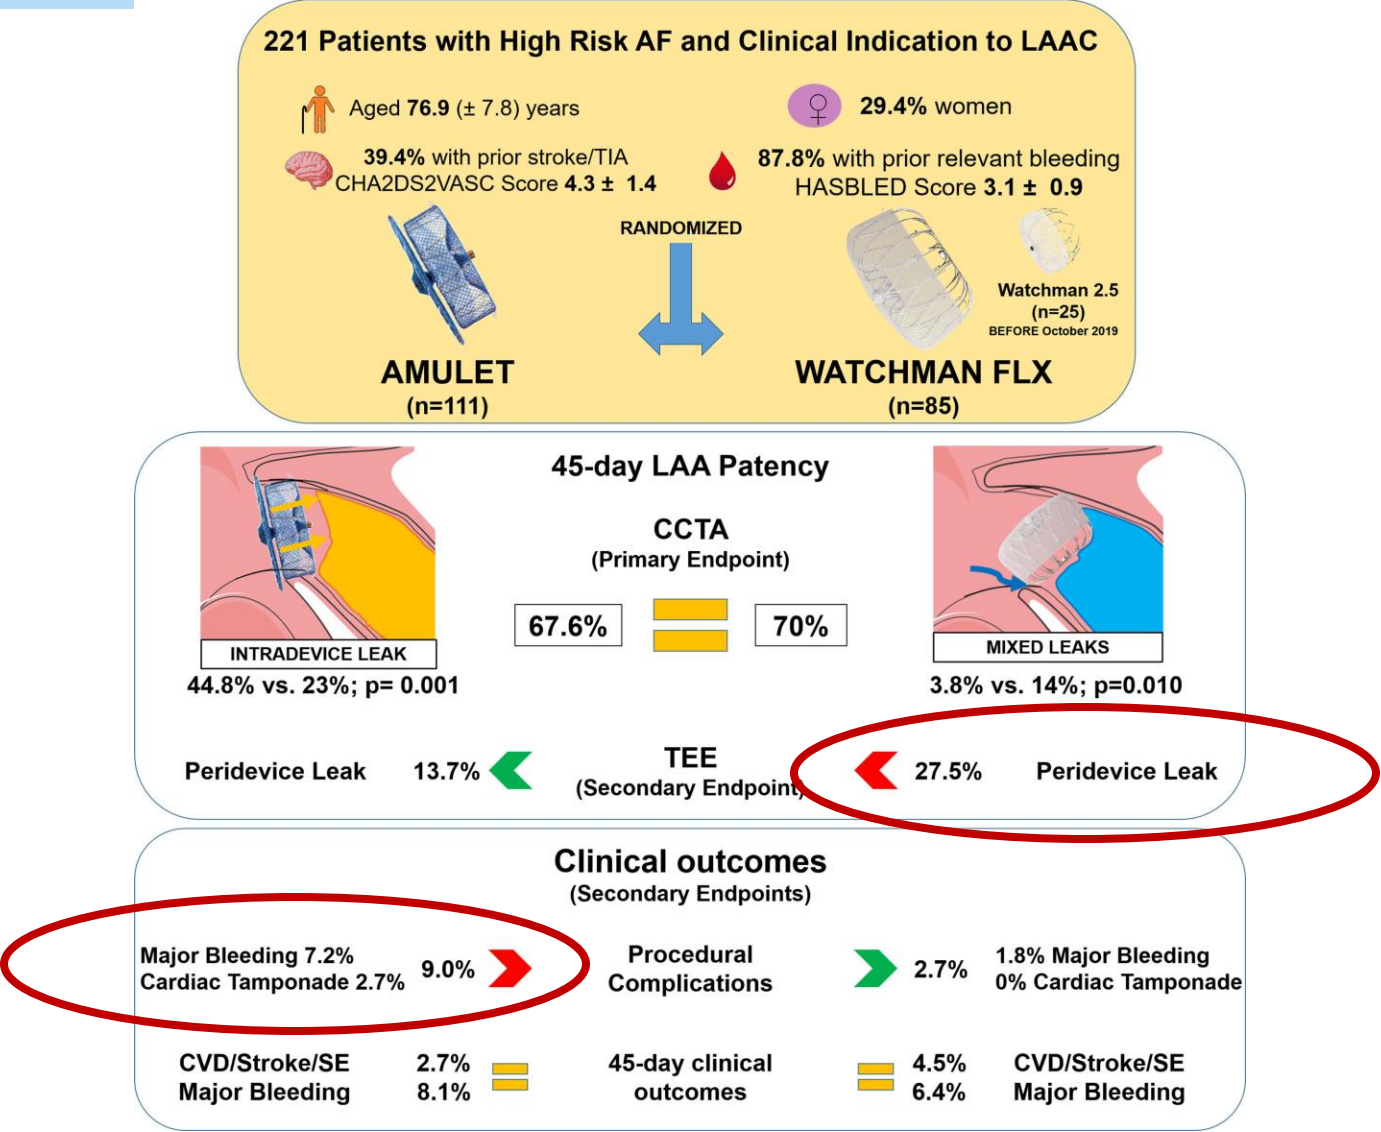 221 Patients with High Risk AF and Clinical Indication to LAAC
Aged 76.9 (± 7.8) years
29.4% women
39.4% with prior stroke/TIA
CHA2DS2VASC Score 4.3 ± 1.4
87.8% with prior relevant bleeding
HASBLED Score 3.1 ± 0.9
RANDOMIZED
Watchman 2.5
(n=25)
BEFORE October 2019
AMULET
(n=111)
WATCHMAN FLX
(n=85)
45-day LAA Patency
CCTA
(Primary Endpoint)
67.6%
70%
INTRADEVICE LEAK
44.8% vs. 23%; p= 0.001
MIXED LEAKS
3.8% vs. 14%; p=0.010
Peridevice Leak 13.7%
TEE
(Secondary Endpoint)
27.5% Peridevice Leak
Clinical outcomes
(Secondary Endpoints)
Major Bleeding 7.2%
Cardiac Tamponade 2.7%
9.0%
Procedural
Complications
2.7%
1.8% Major Bleeding
0% Cardiac Tamponade
CVD/Stroke/SE 2.7%
Major Bleeding 8.1%
45-day clinical
outcomes
4.5% CVD/Stroke/SE
6.4% Major Bleeding